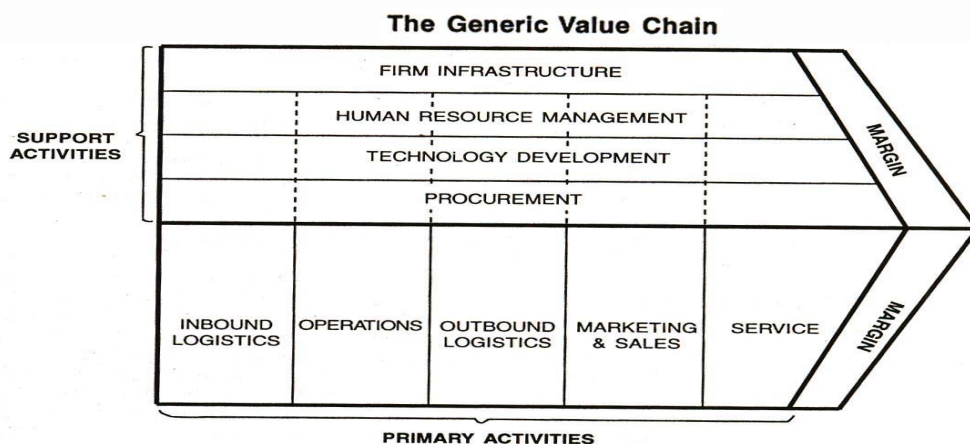 The Generic Value Chain
FIRM INFRASTRUCTURE
HUMAN RESOURCE MANAGEMENT
SUPPORT
ACTIVITIES
TECHNOLOGY DEVELOPMENT
PROCUREMENT
MARGIN
INBOUND
LOGISTICS
OPERATIONS
OUTBOUND
LOGISTICS
MARKETING
& SALES
SERVICE
MARGIN
PRIMARY ACTIVITIES